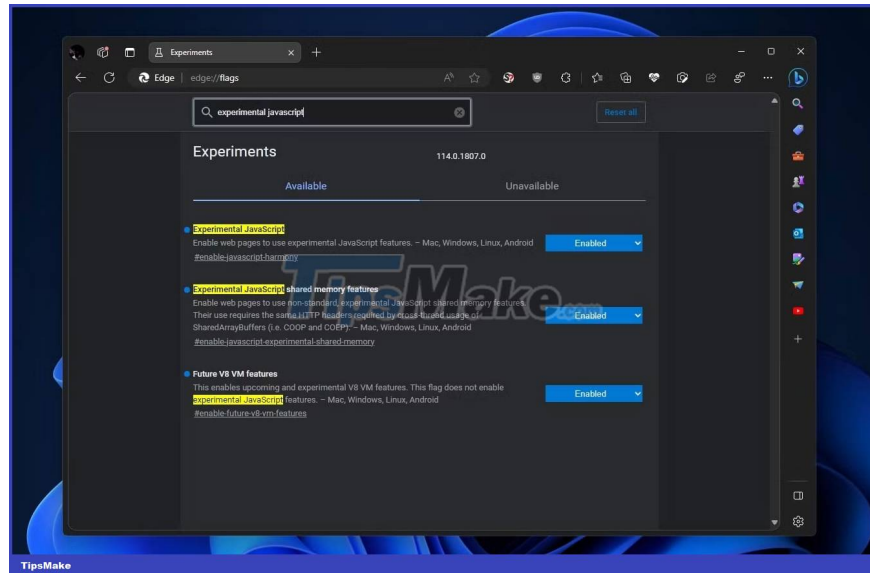 Experiments
Edge
edge://flags
experimental javascript
Reset all
Experiments
114.0.1807.0
Available
Unavailable
Experimental JavaScript
Enable web pages to use experimental JavaScript features. – Mac, Windows, Linux, Android
#enable-javascript-harmony
Enabled
Experimental JavaScript shared memory features
Enable web pages to use non-standard, experimental JavaScript shared memory features.
Their use requires the same HTTP headers required by cross-thread usage of
SharedArrayBuffers (i.e. COOP and COEP). – Mac, Windows, Linux, Android
#enable-javascript-experimental-shared-memory
Enabled
TipsMake.com
Future V8 VM features
This enables upcoming and experimental V8 VM features. This flag does not enable
experimental JavaScript features. – Mac, Windows, Linux, Android
#enable-future-v8-vm-features
Enabled
TipsMake